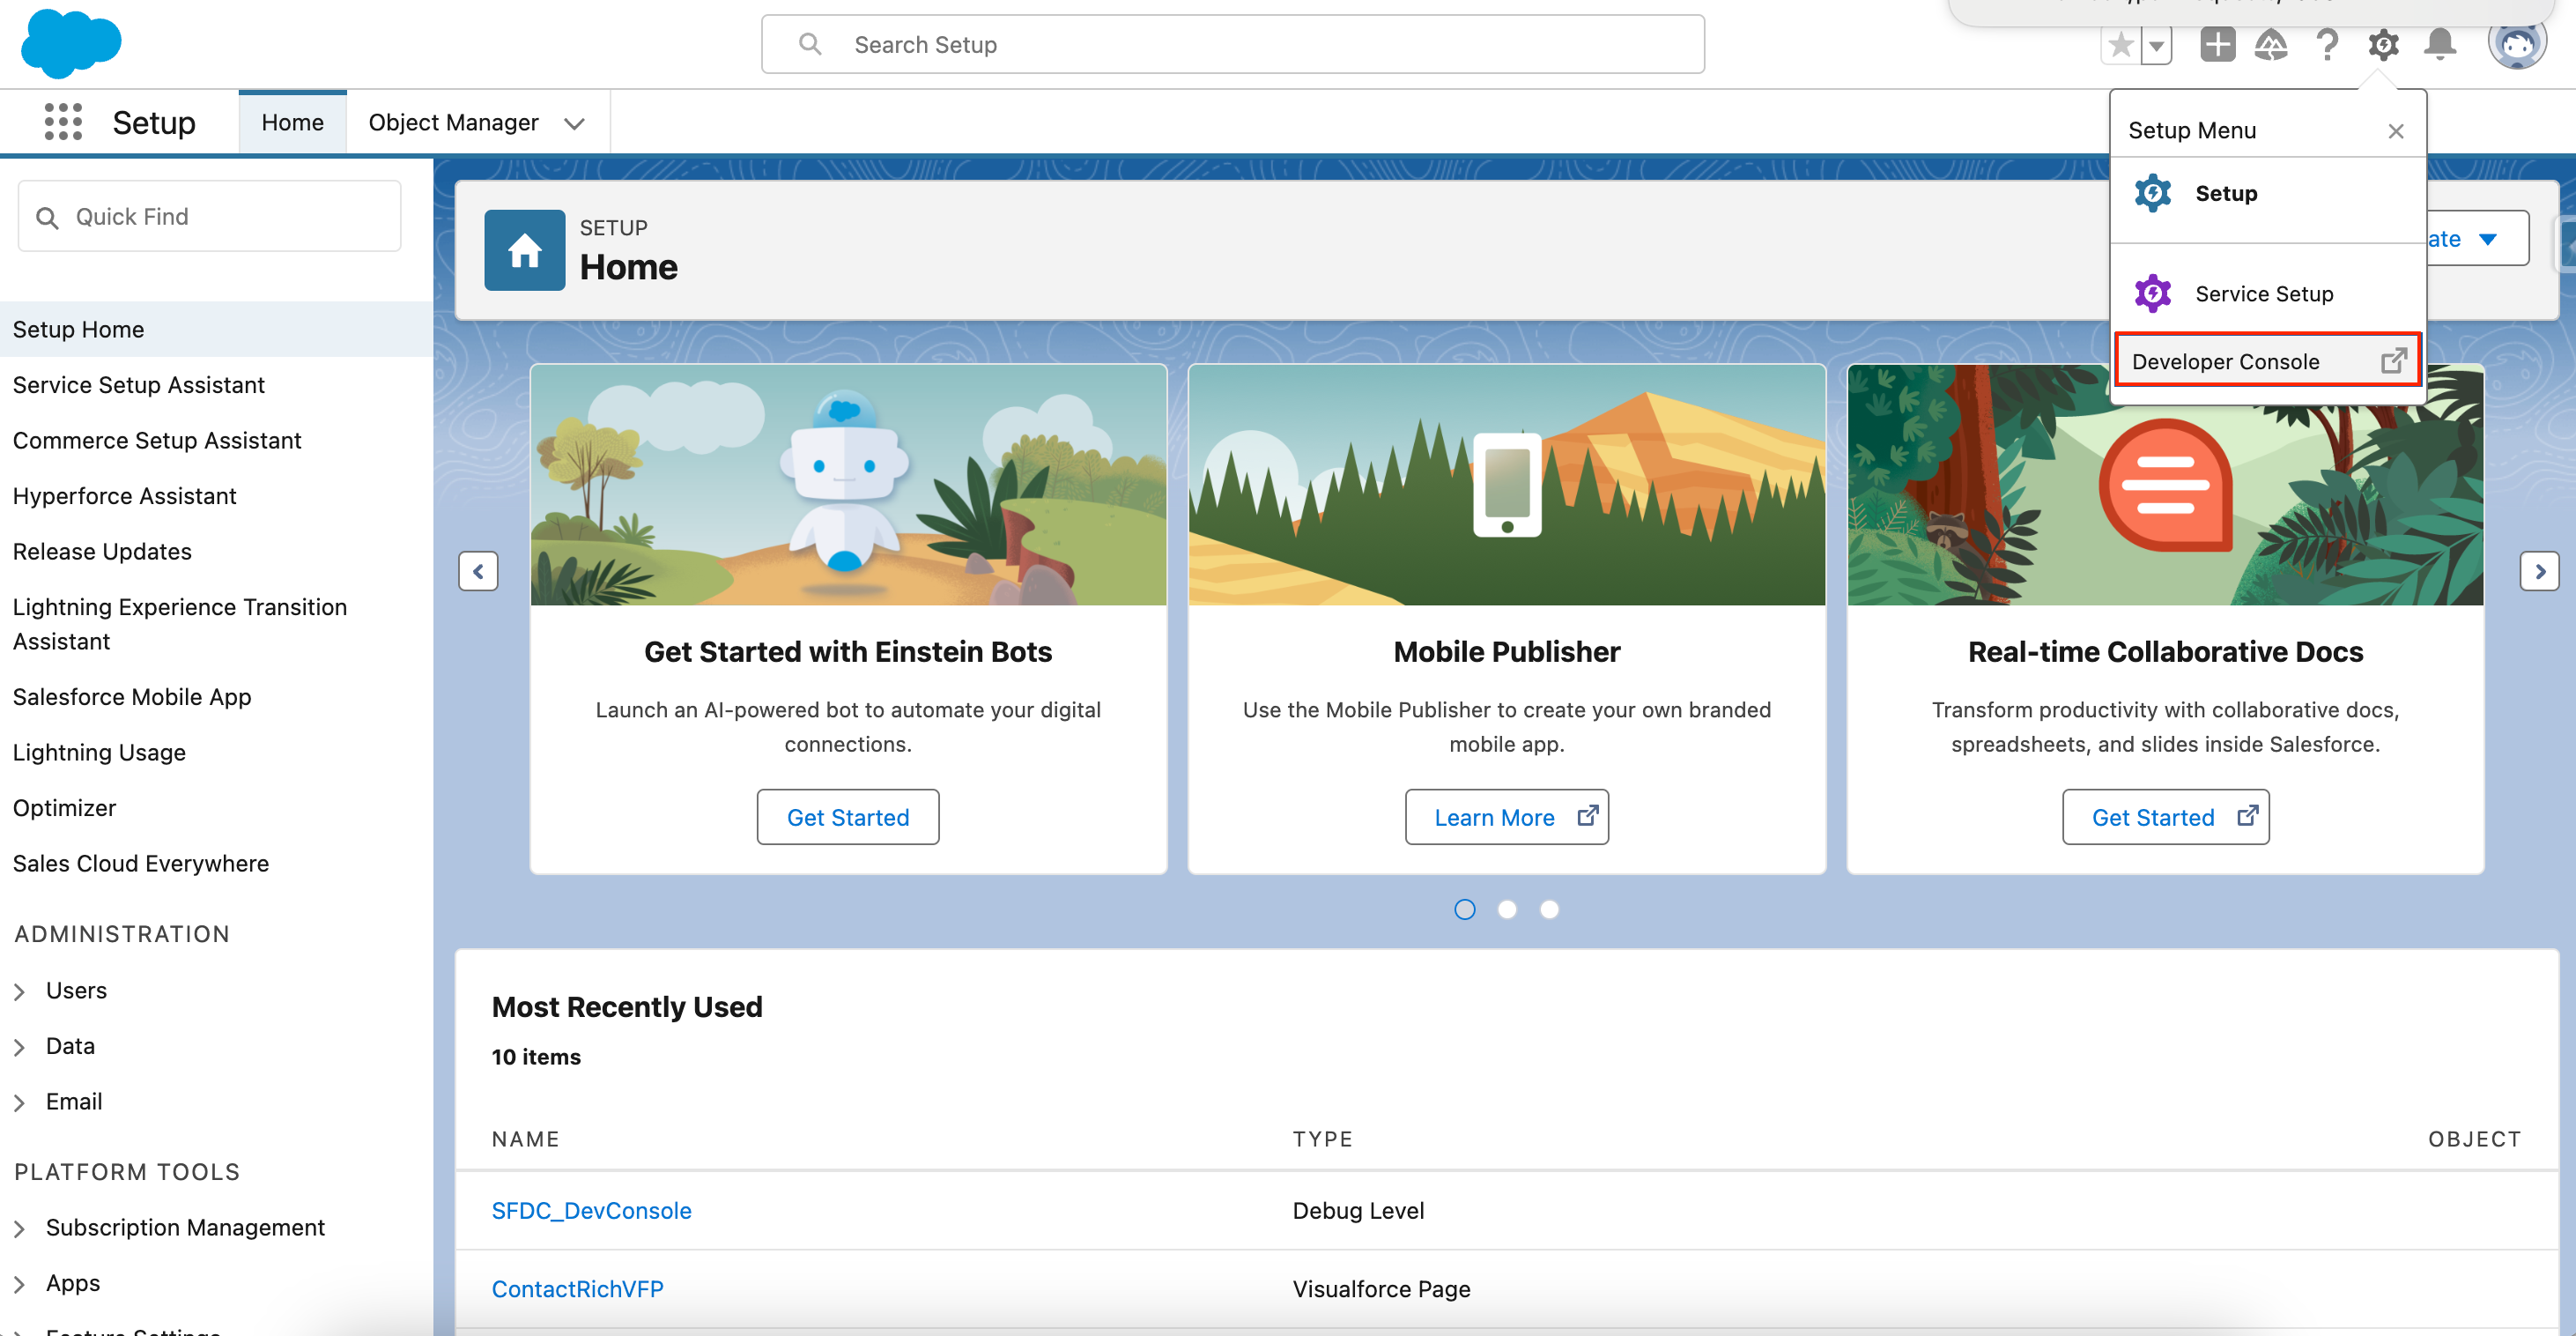 Search Setup
Setup
Home
Object Manager
Setup Menu
Setup
Service Setup
Developer Console
Quick Find
Setup Home
Service Setup Assistant
Commerce Setup Assistant
Hyperforce Assistant
Release Updates
Lightning Experience Transition
Assistant
Salesforce Mobile App
Lightning Usage
Optimizer
Sales Cloud Everywhere
ADMINISTRATION
Users
Data
Email
PLATFORM TOOLS
Subscription Management
Apps
Feature Settings
SETUP
Home
ate
Get Started with Einstein Bots
Launch an AI-powered bot to automate your digital
connections.
Get Started
Mobile Publisher
Use the Mobile Publisher to create your own branded
mobile app.
Learn More
Real-time Collaborative Docs
Transform productivity with collaborative docs,
spreadsheets, and slides inside Salesforce.
Get Started
Most Recently Used
10 items
NAME TYPE OBJECT
SFDC_DevConsole Debug Level
ContactRichVFP Visualforce Page